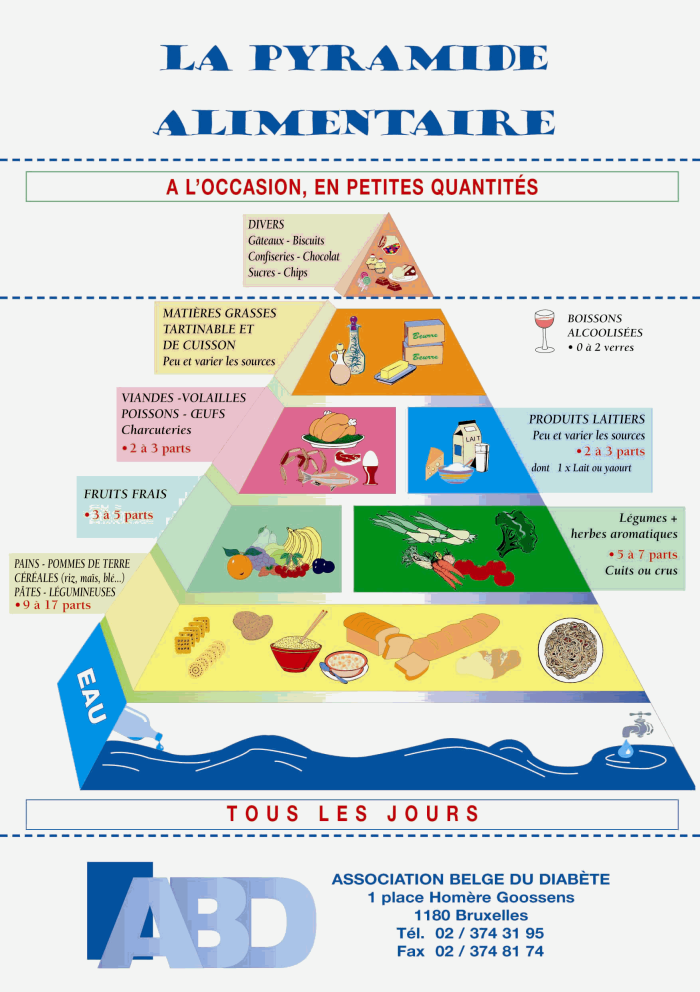 LA PYRAMIDE
ALIMENTAIRE
A L'OCCASION, EN PETITES QUANTITÉS
DIVERS
Gâteaux - Biscuits
Confiseries - Chocolat
Sucres - Chips
MATIÈRES GRASSES
TARTINABLE ET
DE CUISSON
Peu et varier les sources
Beurre
Beurre
BOISSONS
ALCOOLISÉES
• 0 à 2 verres
VIANDES -VOLAILLES
POISSONS - ŒUFS
Charcuteries
• 2 à 3 parts
LAIT
PRODUITS LAITIERS
Peu et varier les sources
• 2 à 3 parts
dont 1 x Lait ou yaourt
FRUITS FRAIS
• 3 à 5 parts
Légumes +
herbes aromatiques
• 5 à 7 parts
Cuits ou crus
PAINS - POMMES DE TERRE
CÉRÉALES (riz, maïs, blé...)
PÂTES - LÉGUMINEUSES
• 9 à 17 parts
EAU
TOUS LES JOURS
ABD
ASSOCIATION BELGE DU DIABÈTE
1 place Homère Goossens
1180 Bruxelles
Tél. 02 / 374 31 95
Fax 02 / 374 81 74